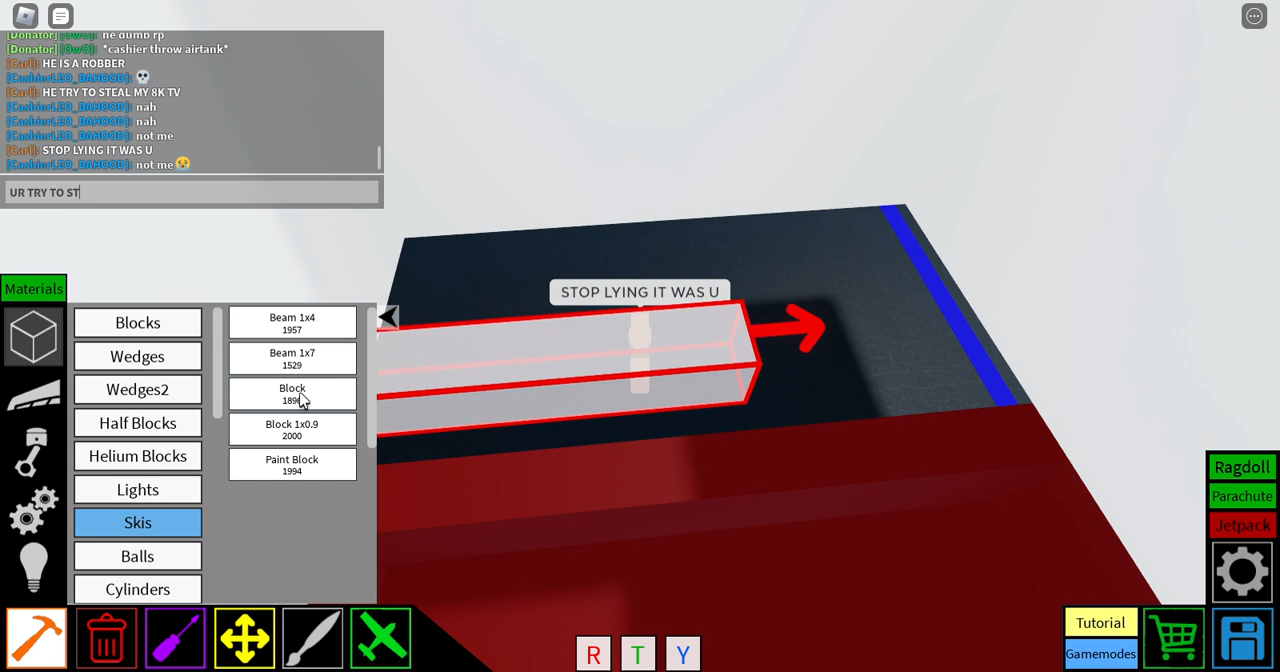 [Donator] [OwO]: he dumb rp
[Donator] [OwO]: *cashier throw airtank*
[Carl]: HE IS A ROBBER
[CashierLEO_DAHOOD]: 💀
[Carl]: HE TRY TO STEAL MY 8K TV
[CashierLEO_DAHOOD]: nah
[CashierLEO_DAHOOD]: nah
[CashierLEO_DAHOOD]: not me
[Carl]: STOP LYING IT WAS U
[CashierLEO_DAHOOD]: not me😭
UR TRY TO ST
STOP LYING IT WAS U
Materials
Blocks
Wedges
Wedges2
Half Blocks
Helium Blocks
Lights
Skis
Balls
Cylinders
Beam 1x4
1957
Beam 1x7
1529
Block
Block 1x0.9
2000
Paint Block
1994
Ragdoll
Parachute
Jetpack
Tutorial
Gamemodes
R T Y